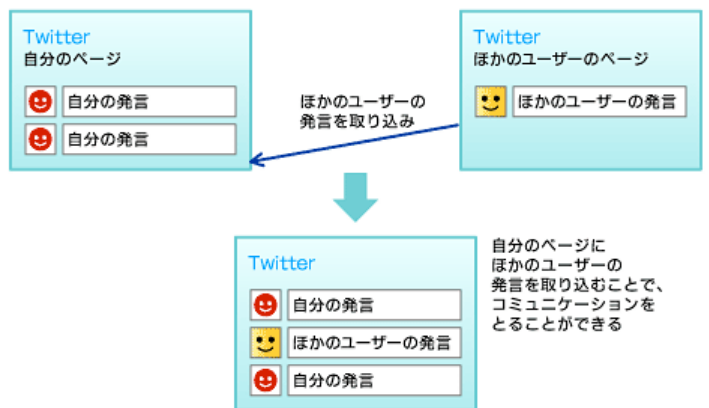 Twitter
自分のページ
自分の発言
自分の発言
ほかのユーザーの
発言を取り込み
Twitter
ほかのユーザーのページ
ほかのユーザーの発言
Twitter
自分の発言
ほかのユーザーの発言
自分の発言
自分のページに
ほかのユーザーの
発言を取り込むことで、
コミュニケーションを
とることができる